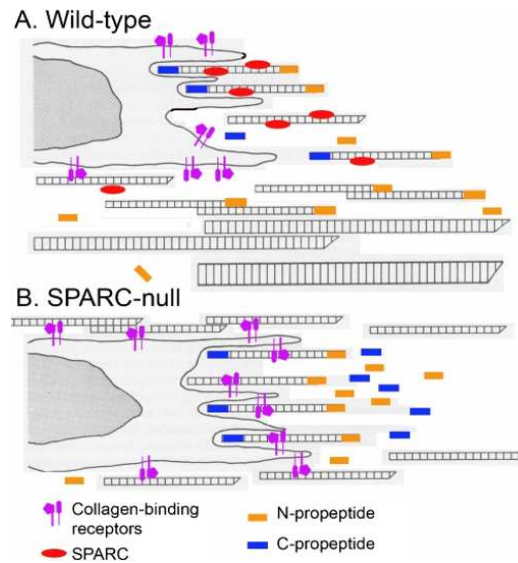 A. Wild-type
B. SPARC-null
Collagen-binding
receptors
SPARC
N-propeptide
C-propeptide